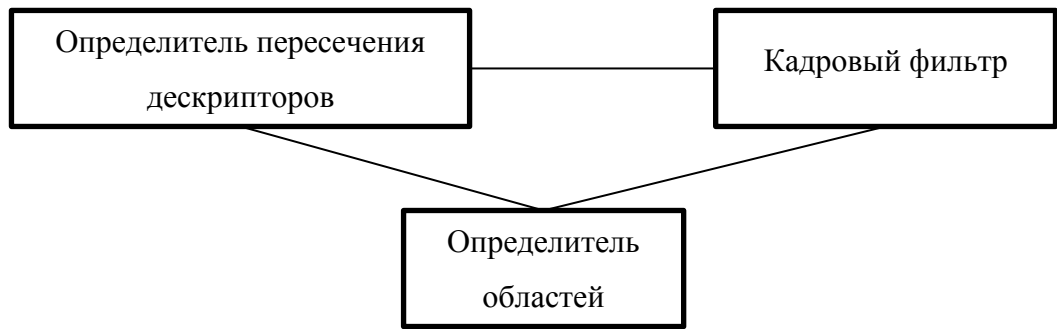 Определитель пересечения
дескрипторов
Кадровый фильтр
Определитель
областей